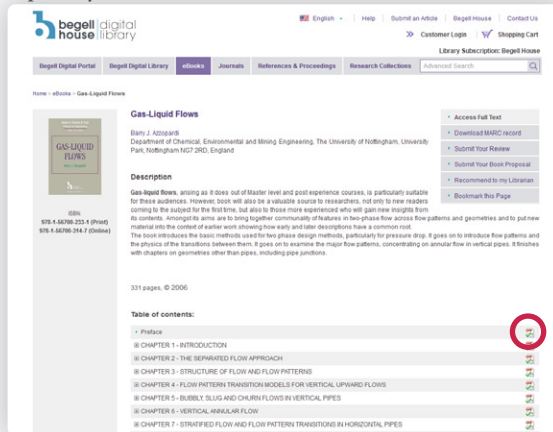 begell digital
house library
English
Help
Submit an Article
Begell House
Contact Us
Customer Login
Shopping Cart
Library Subscription: Begell House
Begell Digital Portal
Begell Digital Library
eBooks
Journals
References & Proceedings
Research Collections
Advanced Search
Home > eBooks > Gas-Liquid Flows
GAS-LIQUID
FLOWS
ISBN:
978-1-56700-233-1 (Print)
978-1-56700-314-7 (Online)
Gas-Liquid Flows
Barry J. Azzopardi
Department of Chemical, Environmental and Mining Engineering, The University of Nottingham, University
Park, Nottingham NG7 2RD, England
Access Full Text
Download MARC record
Submit Your Review
Submit Your Book Proposal
Recommend to my Librarian
Bookmark this Page
Description
Gas-liquid flows, arising as it does out of Master level and post experience courses, is particularly suitable
for these audiences. However, book will also be a valuable source to researchers, not only to new readers
coming to the subject for the first time, but also to those more experienced who will gain new insights from
its contents. Amongst its aims are to bring together community of features in two-phase flow across flow patterns and geometries and to put new
material into the context of earlier work showing how early and later descriptions have a common root.
The book introduces the basic methods used for two phase design methods, particularly for pressure drop. It goes on to introduce flow patterns and
the physics of the transitions between them. It goes on to examine the major flow patterns, concentrating on annular flow in vertical pipes. It finishes
with chapters on geometries other than pipes, including pipe junctions.
331 pages, © 2006
Table of contents:
Preface
CHAPTER 1 - INTRODUCTION
CHAPTER 2 - THE SEPARATED FLOW APPROACH
CHAPTER 3 - STRUCTURE OF FLOW AND FLOW PATTERNS
CHAPTER 4 - FLOW PATTERN TRANSITION MODELS FOR VERTICAL UPWARD FLOWS
CHAPTER 5 - BUBBLY, SLUG AND CHURN FLOWS IN VERTICAL PIPES
CHAPTER 6 - VERTICAL ANNULAR FLOW
CHAPTER 7 - STRATIFIED FLOW AND FLOW PATTERN TRANSITIONS IN HORIZONTAL PIPES